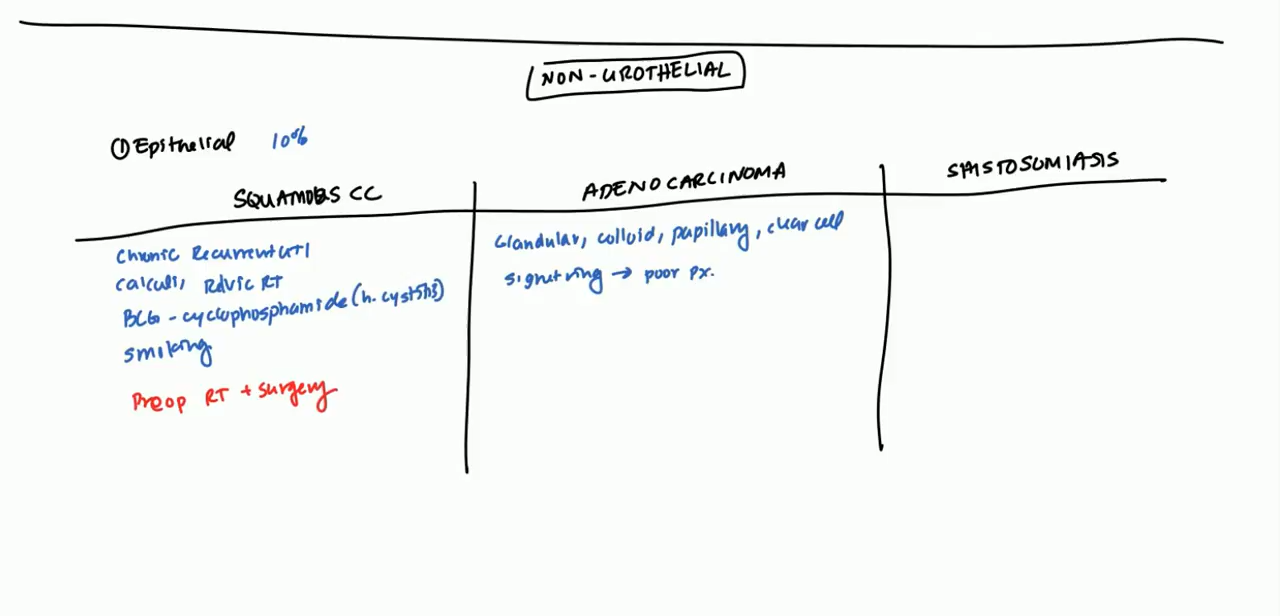 NON-UROTHELIAL
① Epithelial 10%
SQUAMOUS CC
ADENOCARCINOMA
SHISTOSOMIASIS
Chronic Recurrent UTI
calculi, Pelvic RT
BCG - cyclophosphamide (h. cystitis)
smoking
Preop RT + surgery
Glandular, colloid, papillary, clear cell
signet ring → poor Px.